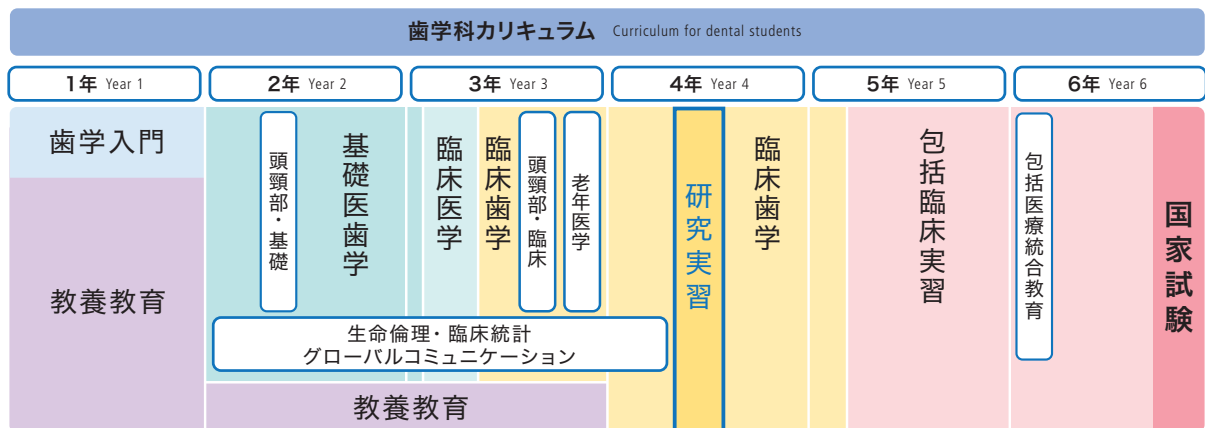 歯学科カリキュラム Curriculum for dental students
1年 Year 1
2年 Year 2
3年 Year 3
4年 Year 4
5年 Year 5
6年 Year 6
歯学入門
教養教育
頭頸部・基礎
基礎医歯学
臨床医学
臨床歯学
頭頸部・臨床
老年医学
生命倫理・臨床統計
グローバルコミュニケーション
教養教育
研究実習
臨床歯学
包括臨床実習
包括医療統合教育
国家試験